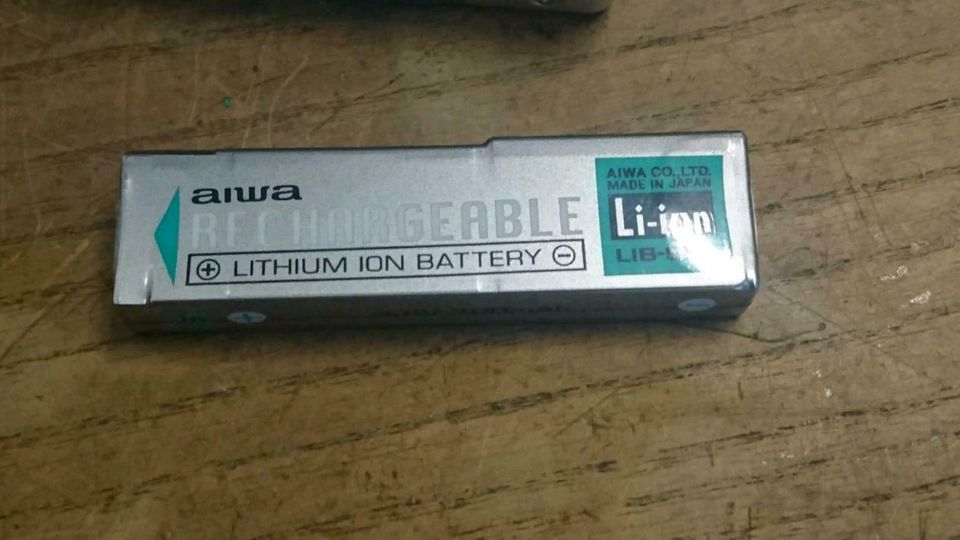 aiwa
RECHARGEABLE
⊕ LITHIUM ION BATTERY ⊖
AIWA CO.,LTD.
MADE IN JAPAN
Li-ion